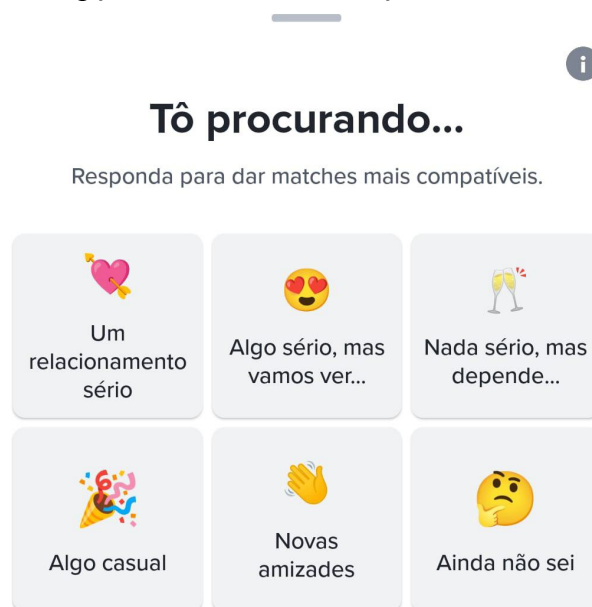 Tô procurando...
Responda para dar matches mais compatíveis.
Um
relacionamento
sério
Algo sério, mas
vamos ver...
Nada sério, mas
depende...
Algo casual
Novas
amizades
Ainda não sei